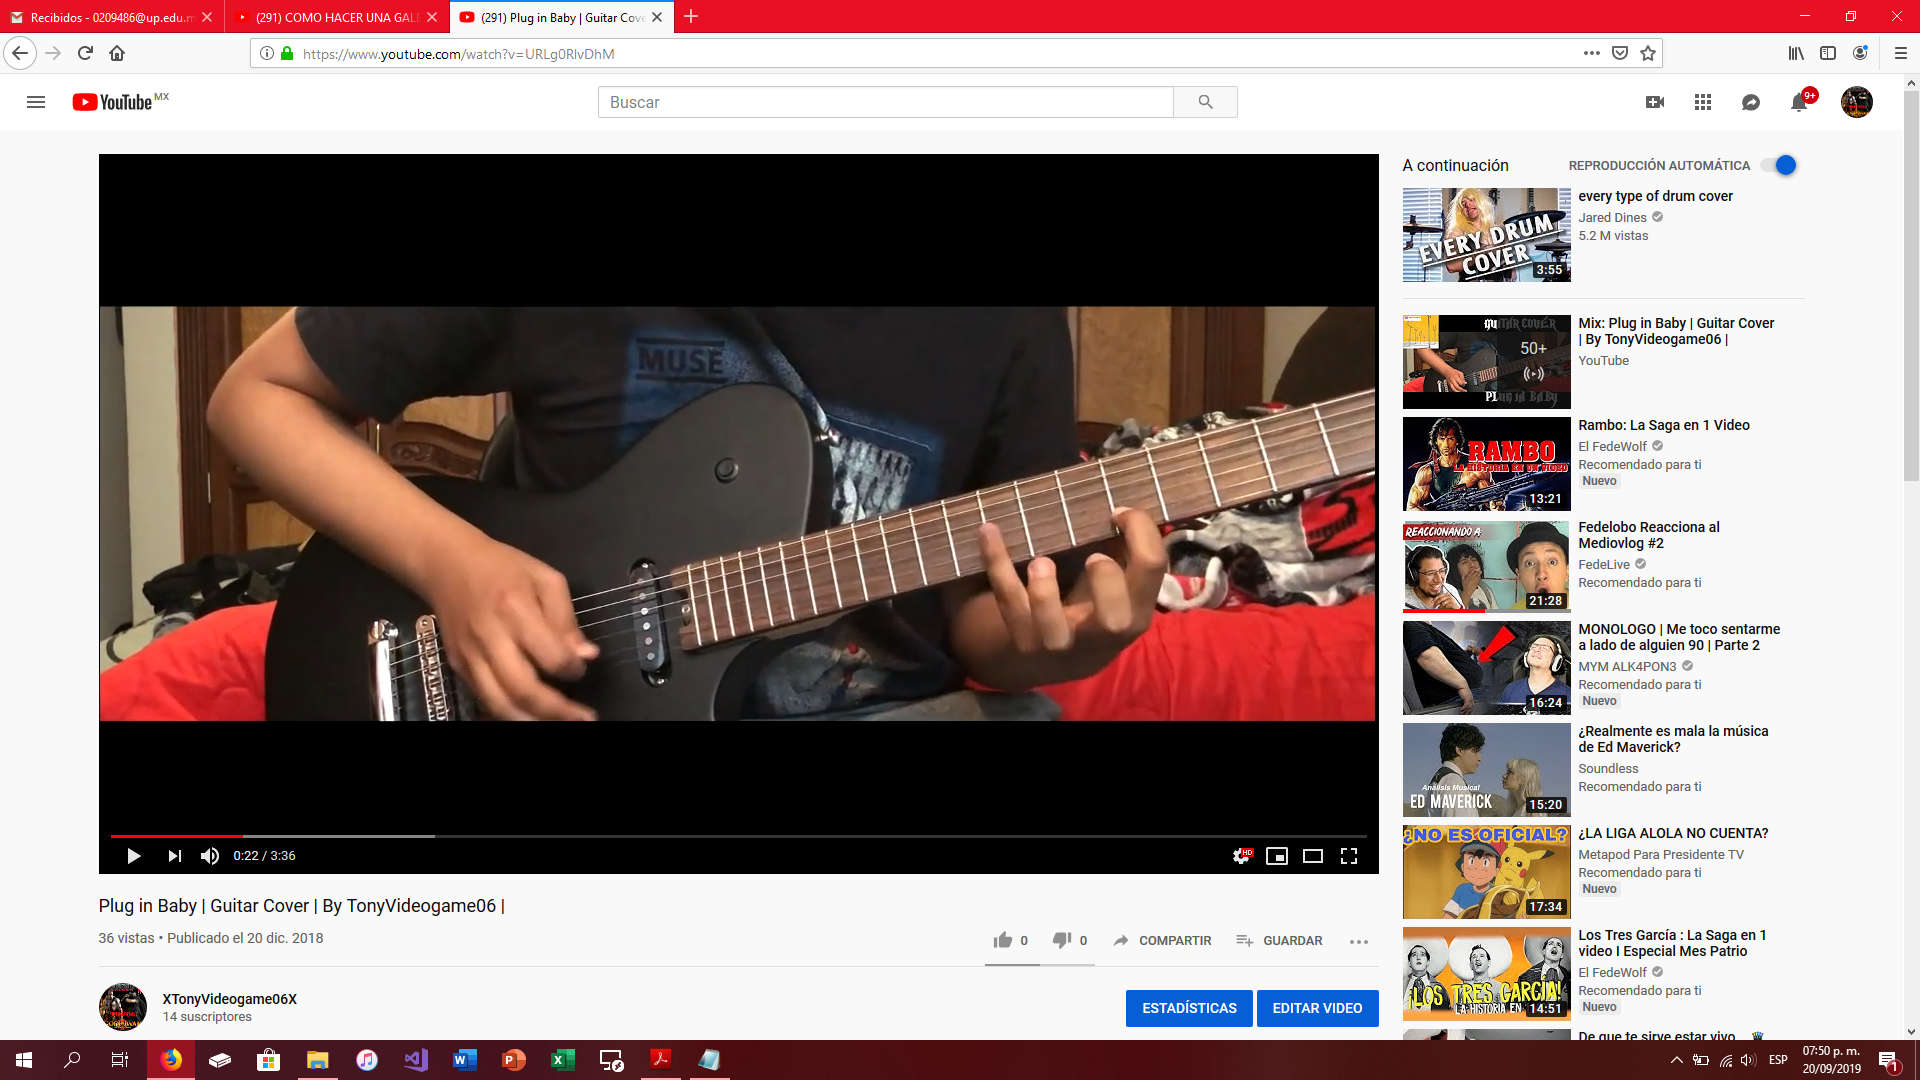 Recibidos - 0209486@up.edu.m
(291) COMO HACER UNA GALE
(291) Plug in Baby | Guitar Cove
https://www.youtube.com/watch?v=URLg0RlvDhM
YouTube MX
Buscar
9+
MUSE
0:22 / 3:36
HD
Plug in Baby | Guitar Cover | By TonyVideogame06 |
36 vistas • Publicado el 20 dic. 2018
0
0
COMPARTIR
GUARDAR
XTonyVideogame06X
14 suscriptores
ESTADÍSTICAS
EDITAR VIDEO
A continuación
REPRODUCCIÓN AUTOMÁTICA
EVERY DRUM
COVER
3:55
every type of drum cover
Jared Dines
5.2 M vistas
GUITAR COVER
50+
PLUG IN BABY
Mix: Plug in Baby | Guitar Cover
| By TonyVideogame06 |
YouTube
RAMBO
LA HISTORIA EN UN VIDEO
13:21
Rambo: La Saga en 1 Video
El FedeWolf
Recomendado para ti
Nuevo
REACCIONANDO A
21:28
Fedelobo Reacciona al
Mediovlog #2
FedeLive
Recomendado para ti
16:24
MONOLOGO | Me toco sentarme
a lado de alguien 90 | Parte 2
MYM ALK4PON3
Recomendado para ti
Nuevo
Análisis Musical
ED MAVERICK
15:20
¿Realmente es mala la música
de Ed Maverick?
Soundless
Recomendado para ti
¿NO ES OFICIAL?
17:34
¿LA LIGA ALOLA NO CUENTA?
Metapod Para Presidente TV
Recomendado para ti
Nuevo
¡LOS TRES GARCIA!
LA HISTORIA EN
14:51
Los Tres García : La Saga en 1
video I Especial Mes Patrio
El FedeWolf
Recomendado para ti
Nuevo
De que te sirve estar vivo...
ESP
07:50 p. m.
20/09/2019
1